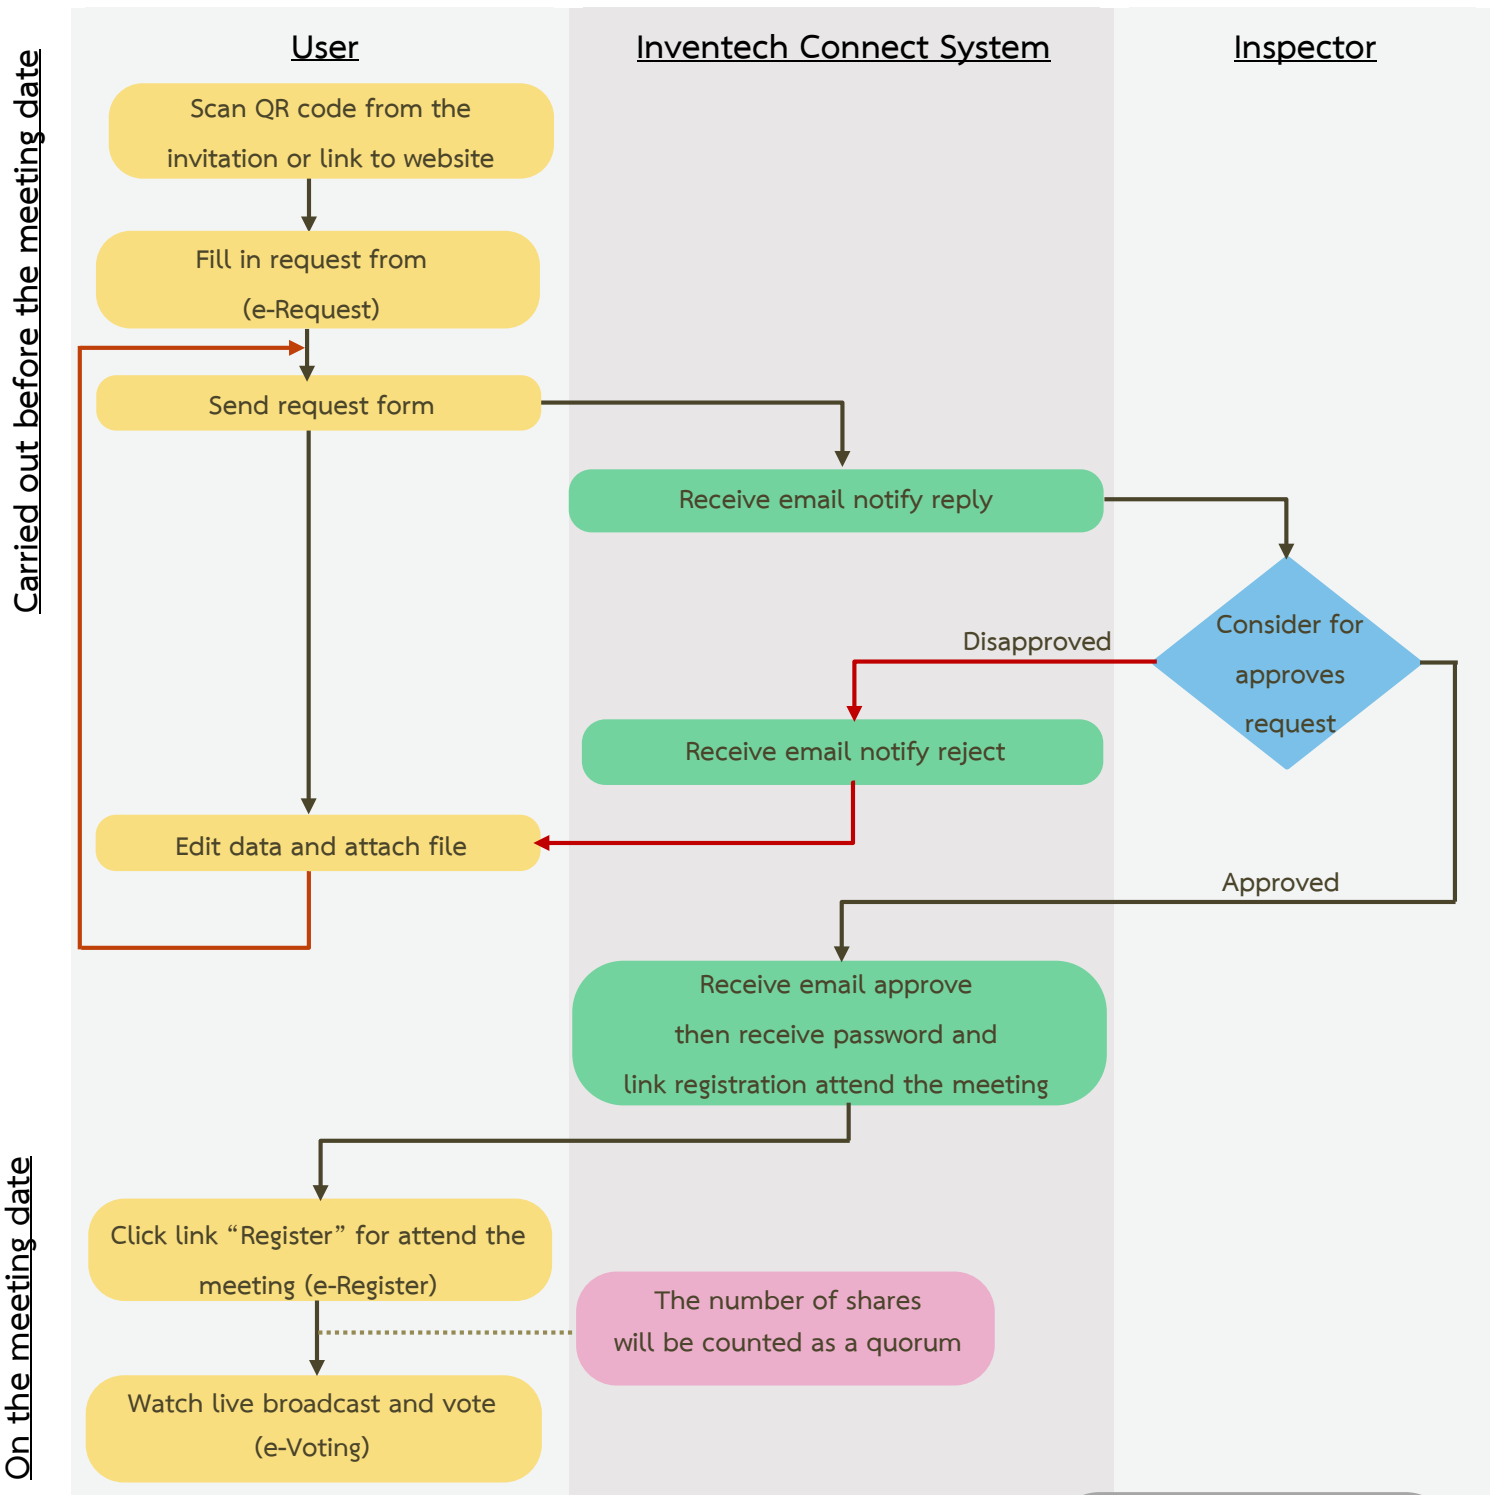 User
Inventech Connect System
Inspector
Carried out before the meeting date
Scan QR code from the
invitation or link to website
Fill in request from
(e-Request)
Send request form
Receive email notify reply
Consider for
approves
request
Disapproved
Receive email notify reject
Edit data and attach file
Approved
Receive email approve
then receive password and
link registration attend the meeting
On the meeting date
Click link “Register” for attend the
meeting (e-Register)
The number of shares
will be counted as a quorum
Watch live broadcast and vote
(e-Voting)